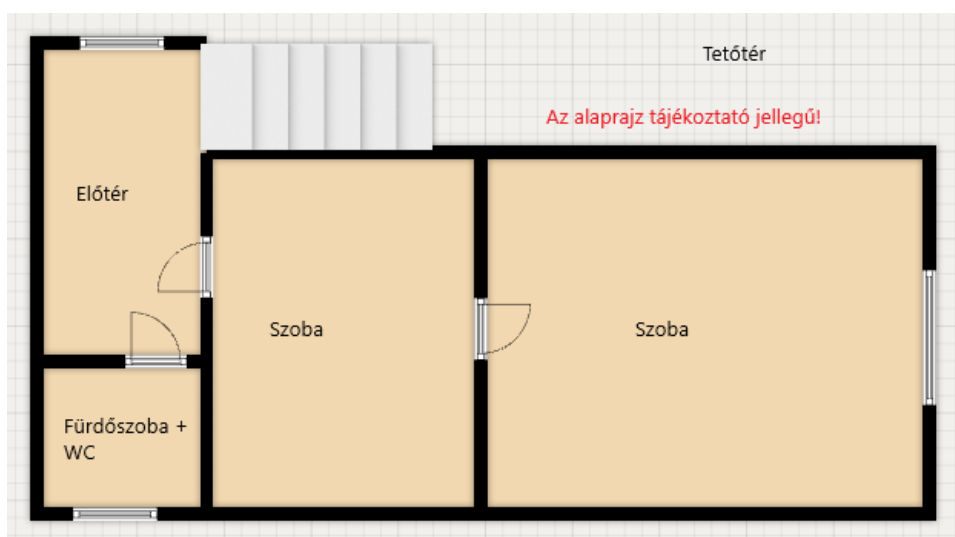 Tetőtér
Az alaprajz tájékoztató jellegű!
Előtér
Szoba
Szoba
Fürdőszoba +
WC